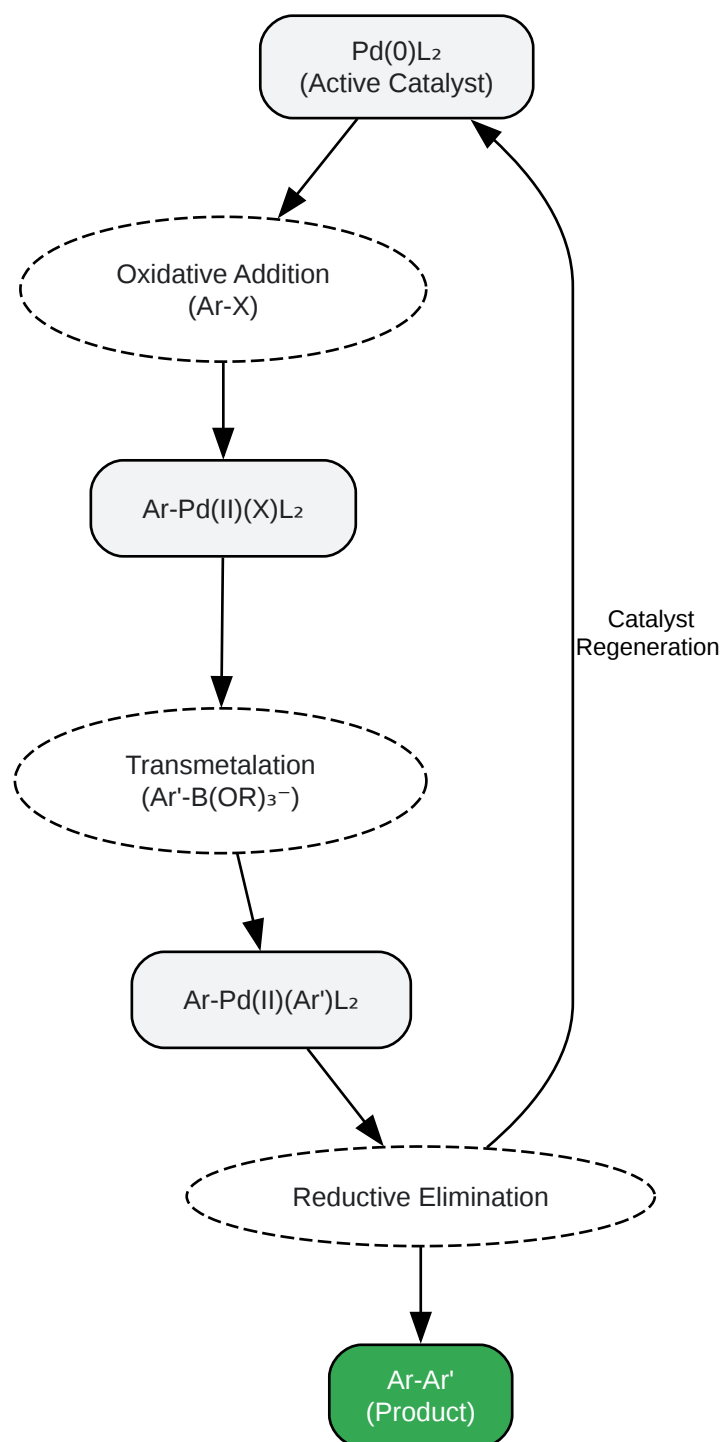 Pd(0)L₂
(Active Catalyst)
Oxidative Addition
(Ar-X)
Ar-Pd(II)(X)L₂
Catalyst
Regeneration
Transmetalation
(Ar'-B(OR)₃⁻)
Ar-Pd(II)(Ar')L₂
Reductive Elimination
Ar-Ar'
(Product)